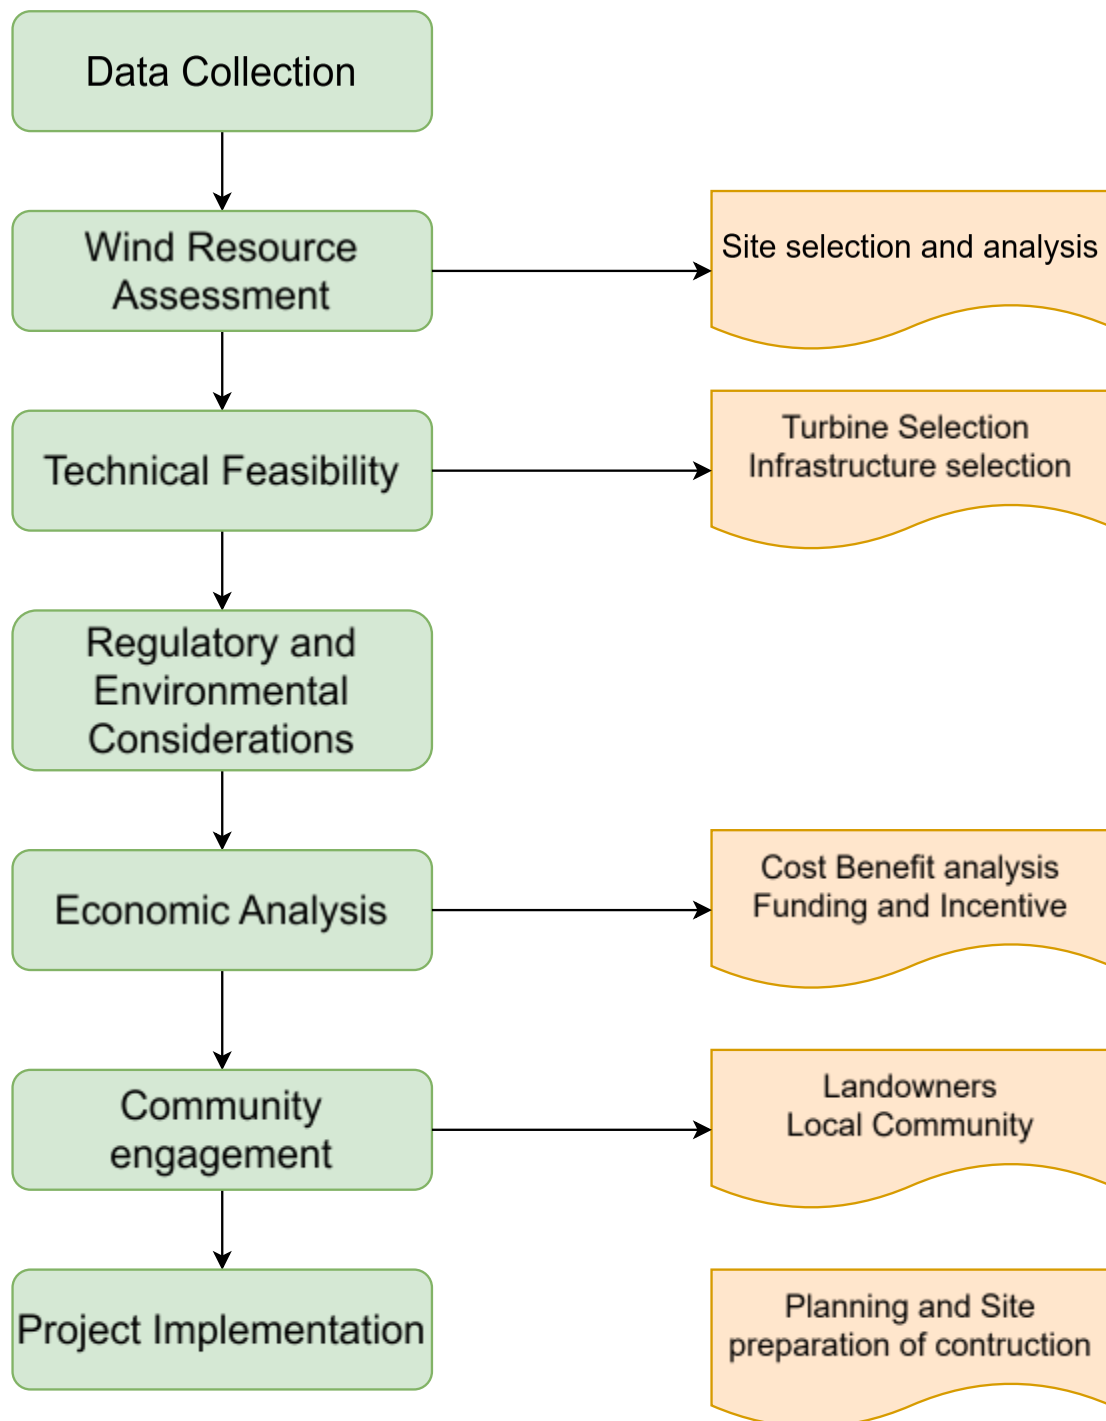 Data Collection
Wind Resource
Assessment
Site selection and analysis
Technical Feasibility
Turbine Selection
Infrastructure selection
Regulatory and
Environmental
Considerations
Economic Analysis
Cost Benefit analysis
Funding and Incentive
Community
engagement
Landowners
Local Community
Project Implementation
Planning and Site
preparation of contruction